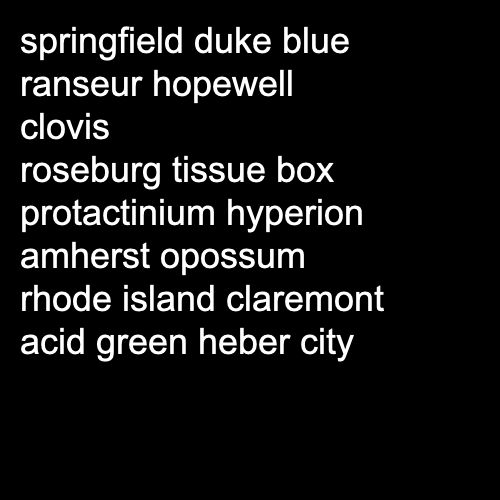 springfield duke blue
ranseur hopewell
clovis
roseburg tissue box
protactinium hyperion
amherst opossum
rhode island claremont
acid green heber city